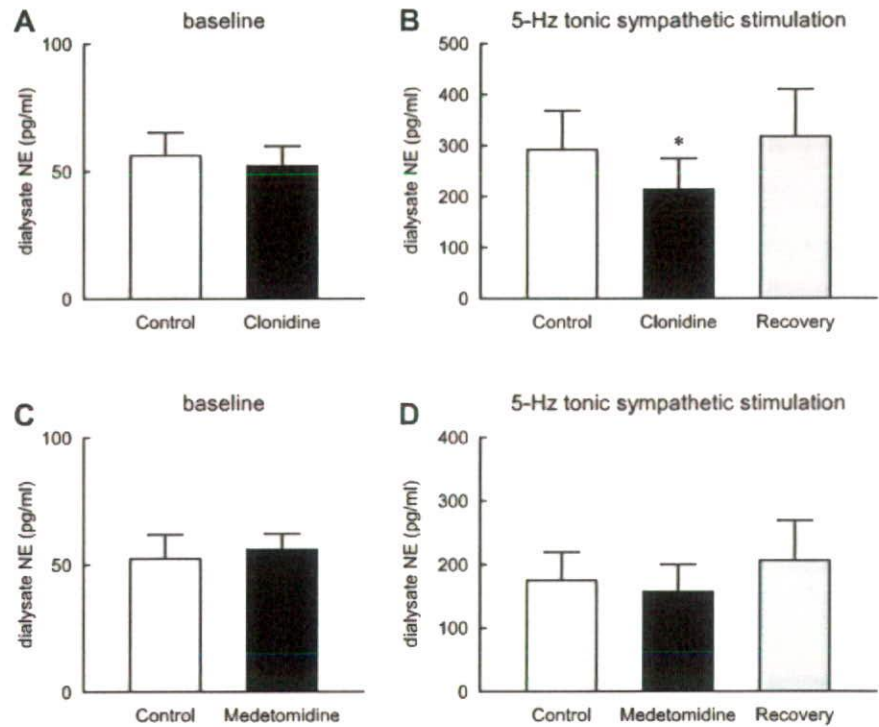 A baseline
dialysate NE (pg/ml)
100
50
0
Control Clonidine
B 5-Hz tonic sympathetic stimulation
dialysate NE (pg/ml)
500
400
300
200
100
0
*
Control Clonidine Recovery
C baseline
dialysate NE (pg/ml)
100
50
0
Control Medetomidine
D 5-Hz tonic sympathetic stimulation
dialysate NE (pg/ml)
400
300
200
100
0
Control Medetomidine Recovery